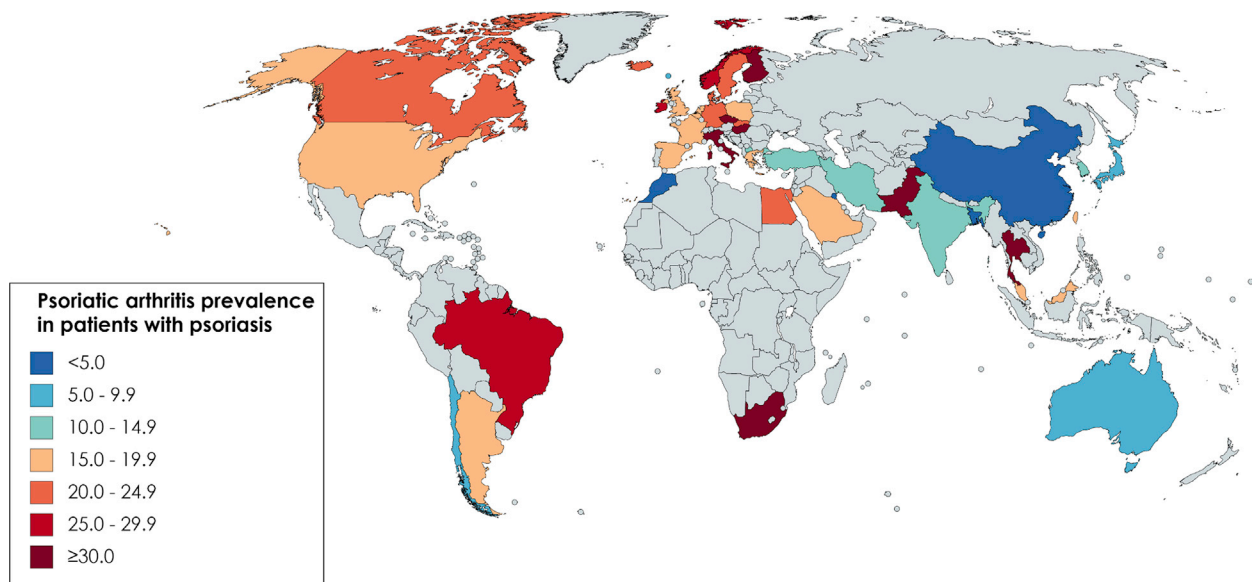 Psoriatic arthritis prevalence
in patients with psoriasis
<5.0
5.0 - 9.9
10.0 - 14.9
15.0 - 19.9
20.0 - 24.9
25.0 - 29.9
≥30.0